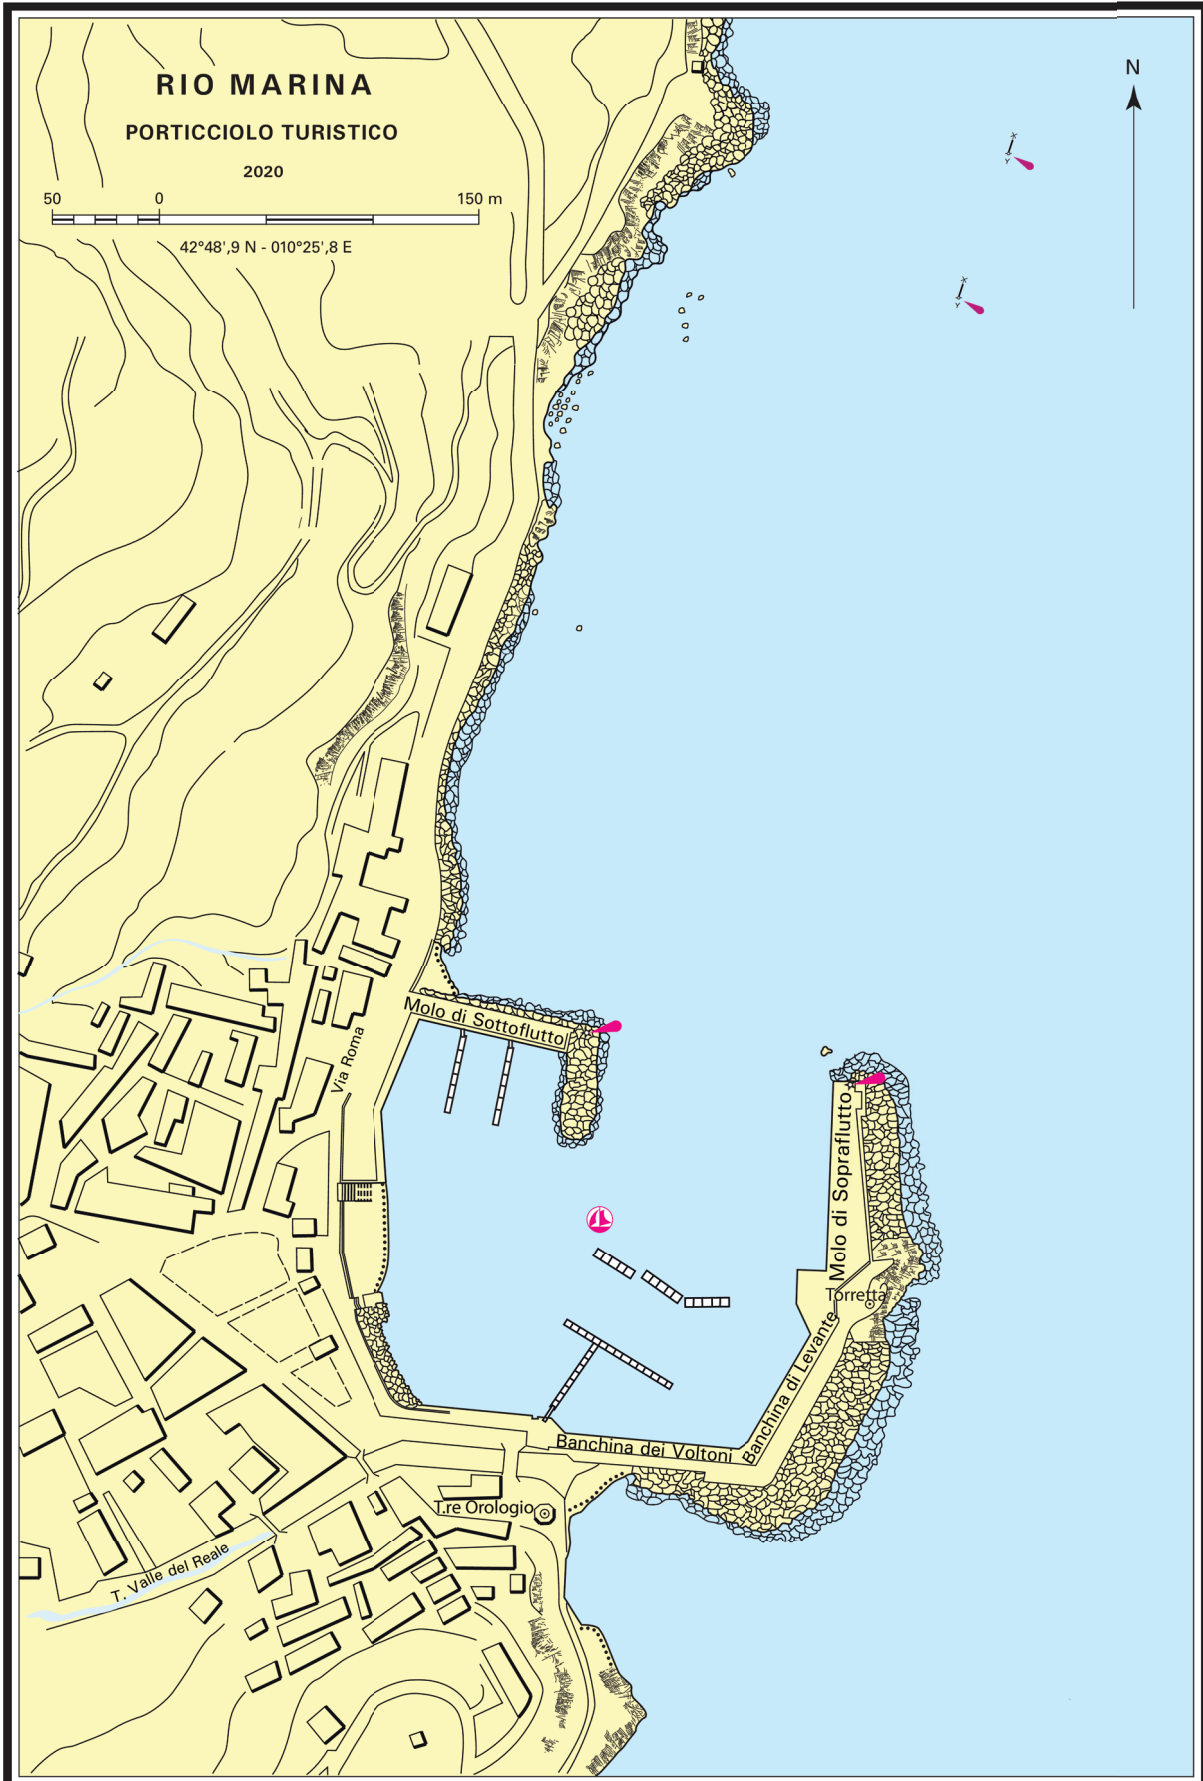 RIO MARINA
PORTICCIOLO TURISTICO
2020
50 0 150 m
42°48',9 N - 010°25',8 E
N
X
Y
X
Y
Molo di Sottoflutto
Via Roma
Molo di Sopraflutto
Torretta
Banchina di Levante
Banchina dei Voltoni
T.re Orologio
T. Valle del Reale